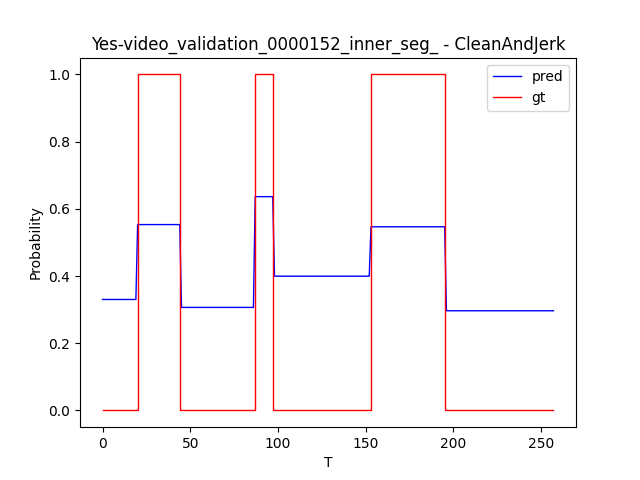 Yes-video_validation_0000152_inner_seg_ - CleanAndJerk
pred
gt
1.0
0.8
0.6
0.4
0.2
0.0
Probability
0
50
100
150
200
250
T